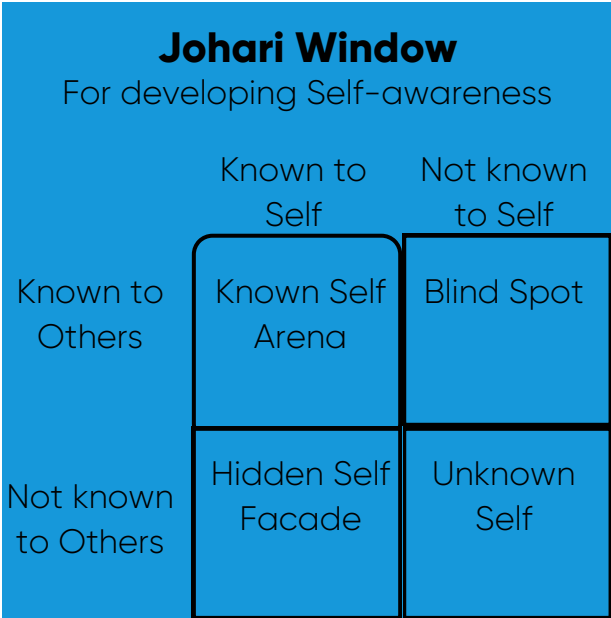 Johari Window
For developing Self-awareness
Known to
Self
Not known
to Self
Known to
Others
Known Self
Arena
Blind Spot
Not known
to Others
Hidden Self
Facade
Unknown
Self